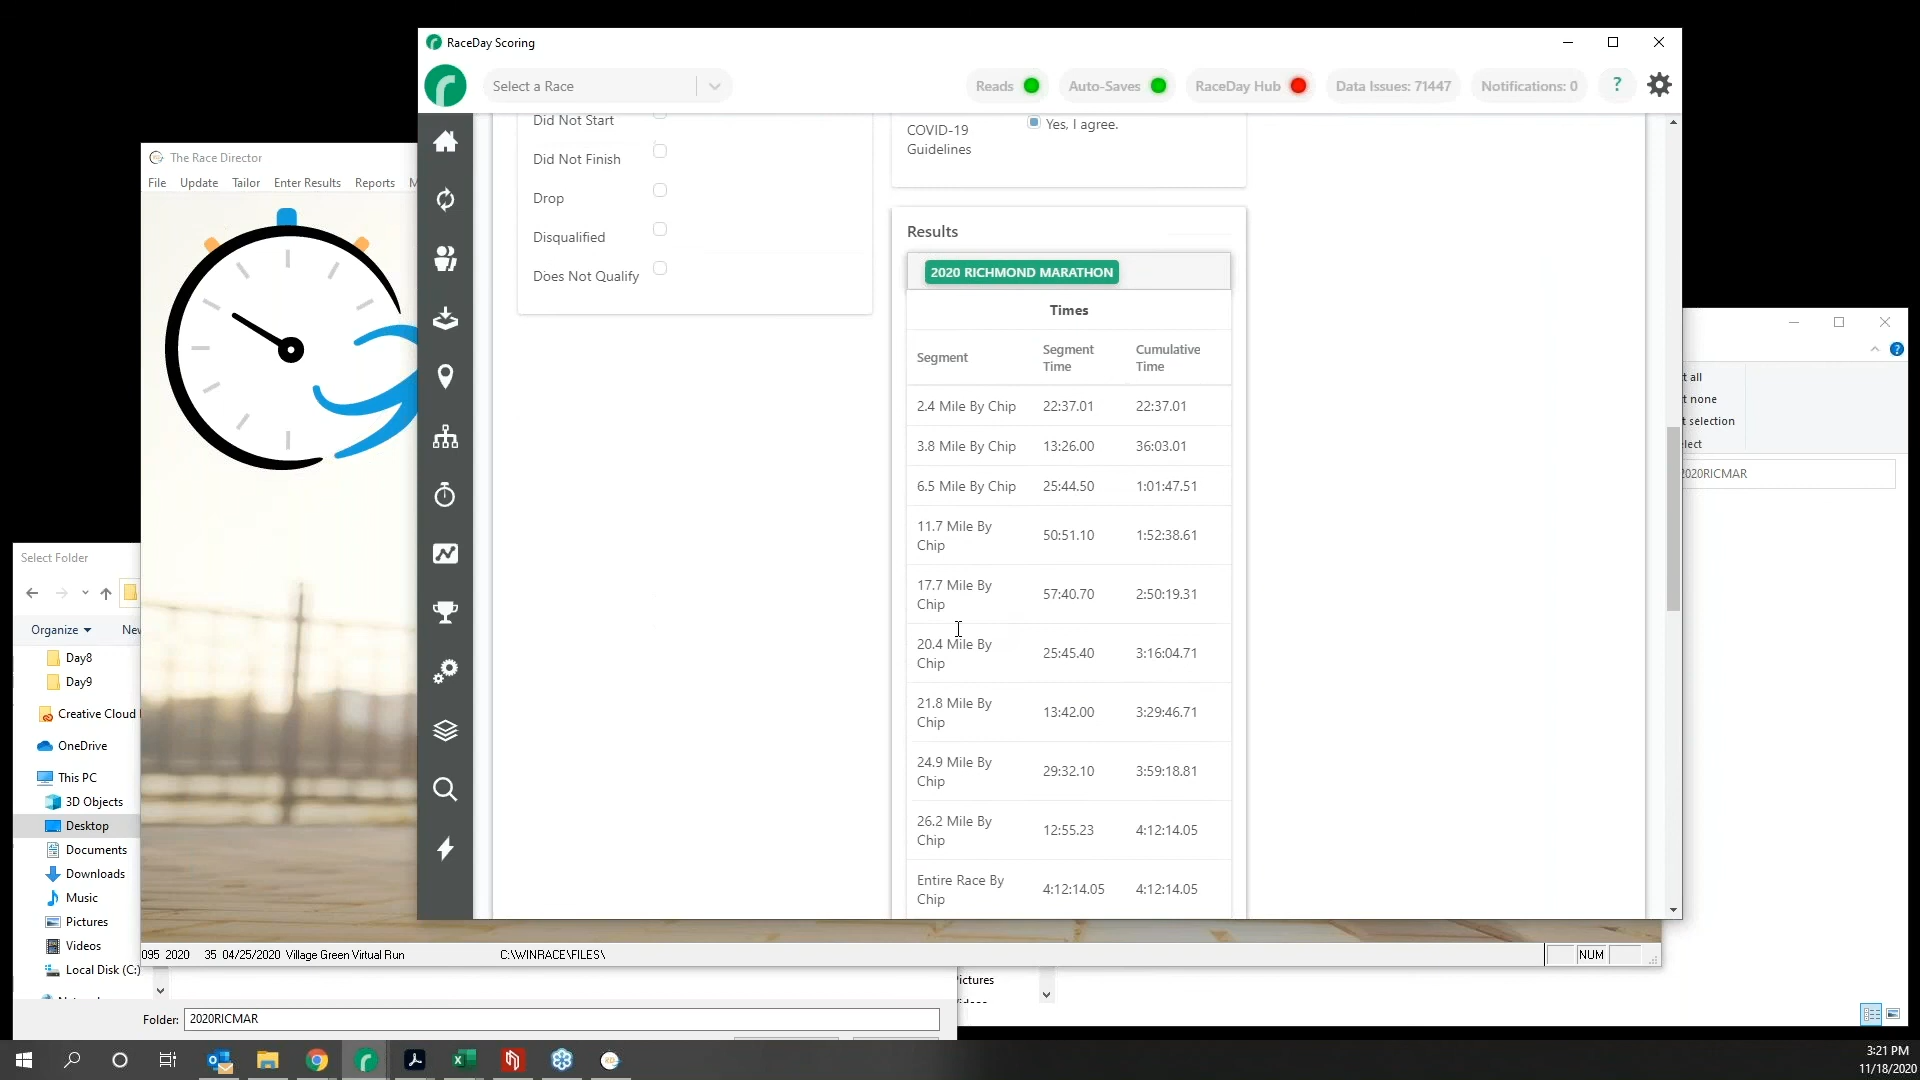 RaceDay Scoring
Select a Race
Reads
Auto-Saves
RaceDay Hub
Data Issues: 71447
Notifications: 0
?
Did Not Start
Did Not Finish
Drop
Disqualified
Does Not Qualify
COVID-19
Guidelines
Yes, I agree.
Results
2020 RICHMOND MARATHON
Times
Segment
Segment
Time
Cumulative
Time
2.4 Mile By Chip 22:37.01 22:37.01
3.8 Mile By Chip 13:26.00 36:03.01
6.5 Mile By Chip 25:44.50 1:01:47.51
11.7 Mile By
Chip
50:51.10 1:52:38.61
17.7 Mile By
Chip
57:40.70 2:50:19.31
20.4 Mile By
Chip
25:45.40 3:16:04.71
21.8 Mile By
Chip
13:42.00 3:29:46.71
24.9 Mile By
Chip
29:32.10 3:59:18.81
26.2 Mile By
Chip
12:55.23 4:12:14.05
Entire Race By
Chip
4:12:14.05 4:12:14.05
The Race Director
File Update Tailor Enter Results Reports M
095 2020 35 04/25/2020 Village Green Virtual Run C:\WINRACE\FILES\
NUM
Select Folder
Organize
New
Day8
Day9
Creative Cloud
OneDrive
This PC
3D Objects
Desktop
Documents
Downloads
Music
Pictures
Videos
Local Disk (C:)
Folder: 2020RICMAR
t all
t none
t selection
lect
2020RICMAR
ictures
3:21 PM
11/18/2020